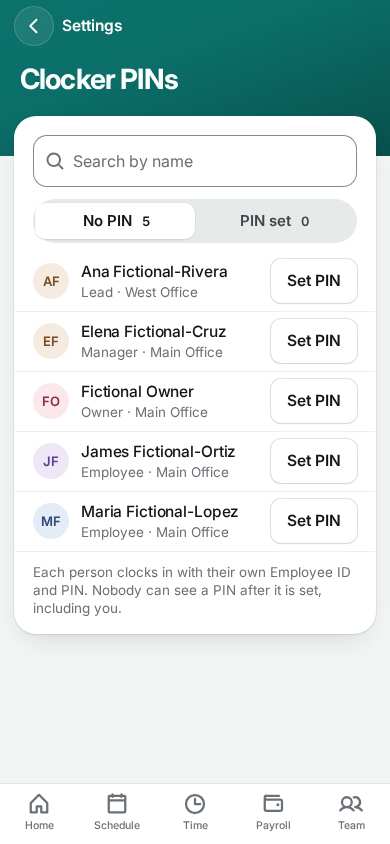 Settings
Clocker PINs
Search by name
No PIN 5
PIN set 0
AF
Ana Fictional-Rivera
Lead · West Office
Set PIN
EF
Elena Fictional-Cruz
Manager · Main Office
Set PIN
FO
Fictional Owner
Owner · Main Office
Set PIN
JF
James Fictional-Ortiz
Employee · Main Office
Set PIN
MF
Maria Fictional-Lopez
Employee · Main Office
Set PIN
Each person clocks in with their own Employee ID
and PIN. Nobody can see a PIN after it is set,
including you.
Home
Schedule
Time
Payroll
Team